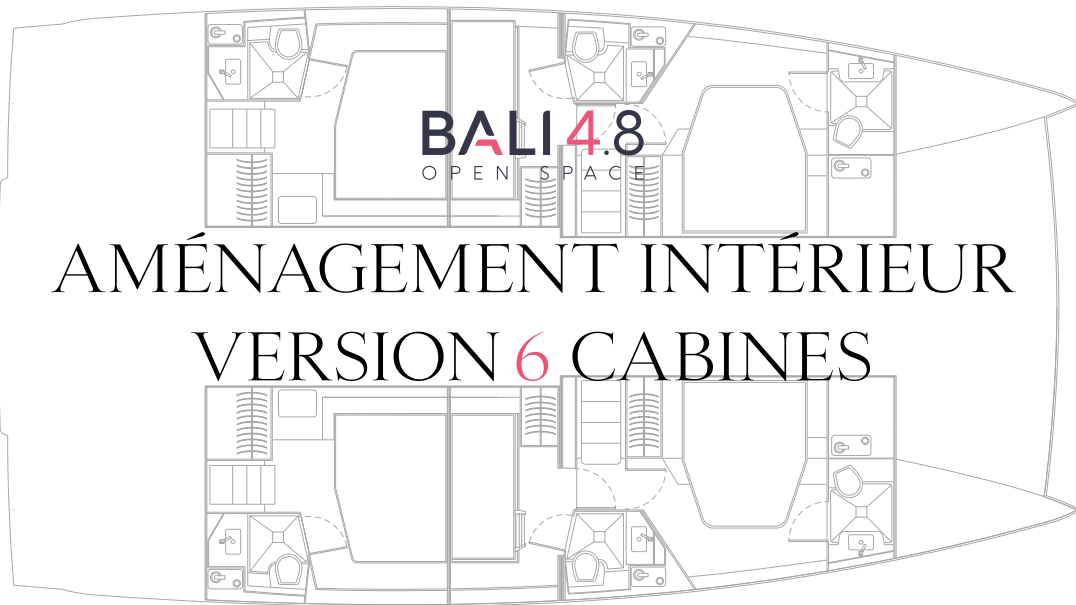 BALI 4.8
OPEN SPACE
AMÉNAGEMENT INTÉRIEUR
VERSION 6 CABINES